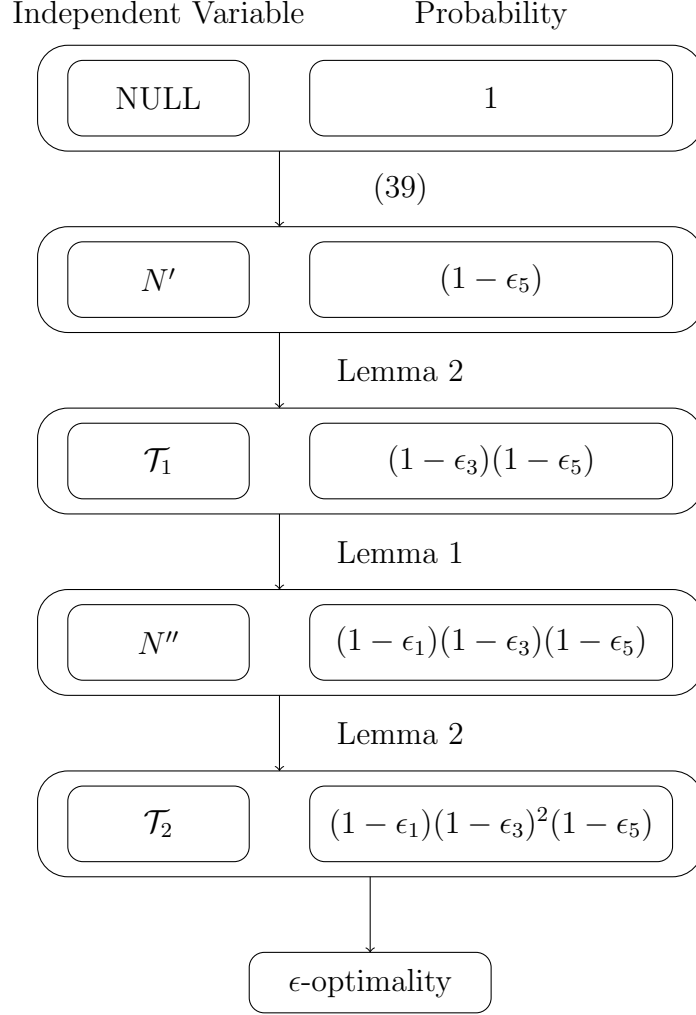 Independent Variable Probability
NULL 1
(39)
N′ (1 − ϵ₅)
Lemma 2
𝒯₁ (1 − ϵ₃)(1 − ϵ₅)
Lemma 1
N″ (1 − ϵ₁)(1 − ϵ₃)(1 − ϵ₅)
Lemma 2
𝒯₂ (1 − ϵ₁)(1 − ϵ₃)²(1 − ϵ₅)
ϵ-optimality